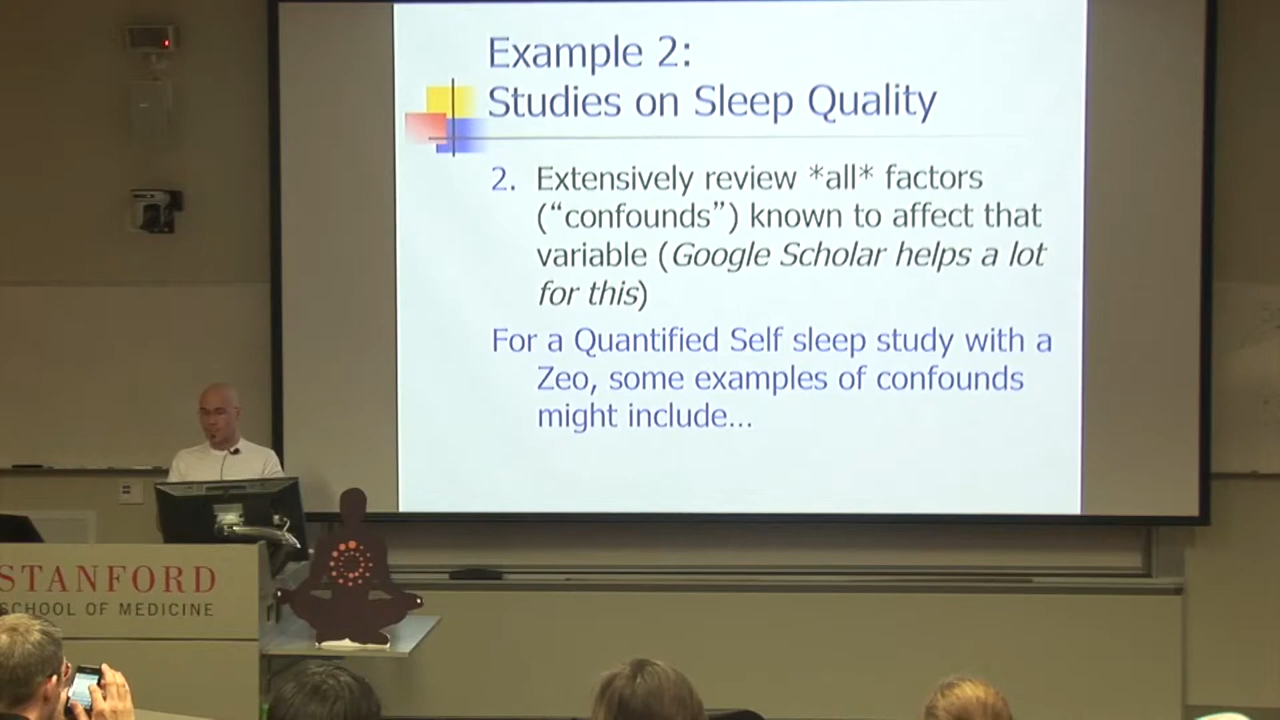 Example 2:
Studies on Sleep Quality
2. Extensively review *all* factors
("confounds") known to affect that
variable (Google Scholar helps a lot
for this)
For a Quantified Self sleep study with a
Zeo, some examples of confounds
might include...
STANFORD
SCHOOL OF MEDICINE